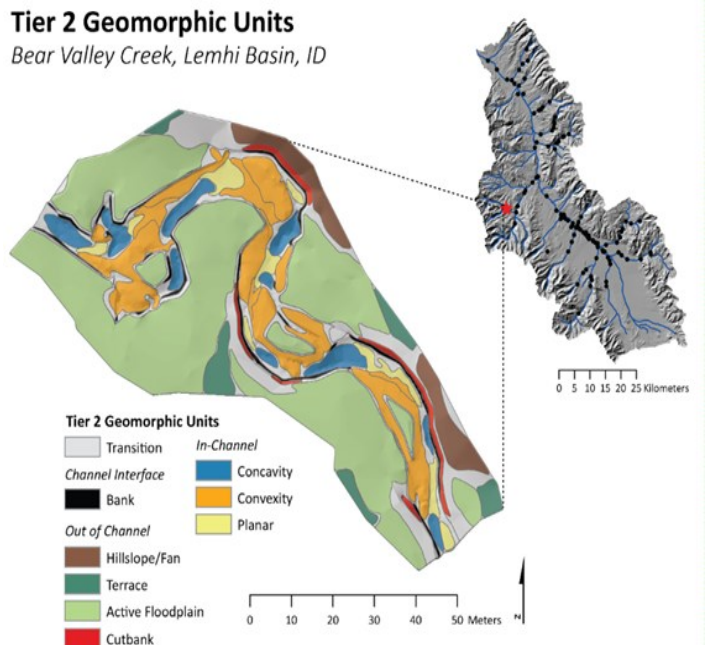 Tier 2 Geomorphic Units
Bear Valley Creek, Lemhi Basin, ID
0 5 10 15 20 25 Kilometers
Tier 2 Geomorphic Units
Transition
Channel Interface
Bank
Out of Channel
Hillslope/Fan
Terrace
Active Floodplain
Cutbank
In-Channel
Concavity
Convexity
Planar
0 10 20 30 40 50 Meters
N